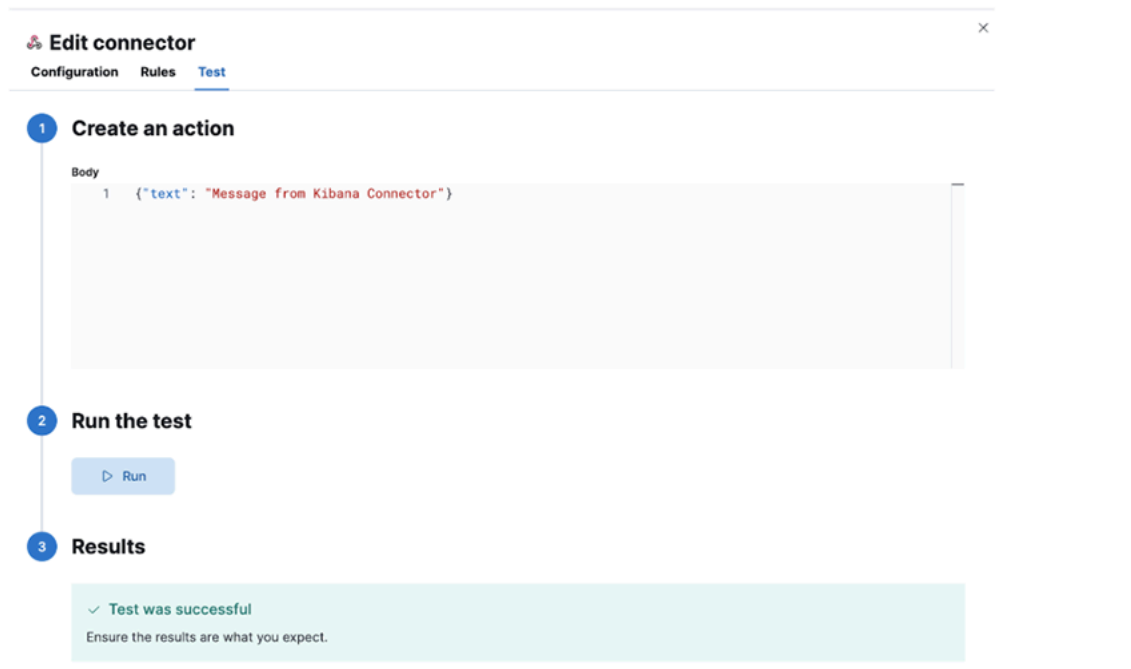 Edit connector
Configuration Rules Test
1 Create an action
Body
1 {"text": "Message from Kibana Connector"}
2 Run the test
Run
3 Results
Test was successful
Ensure the results are what you expect.